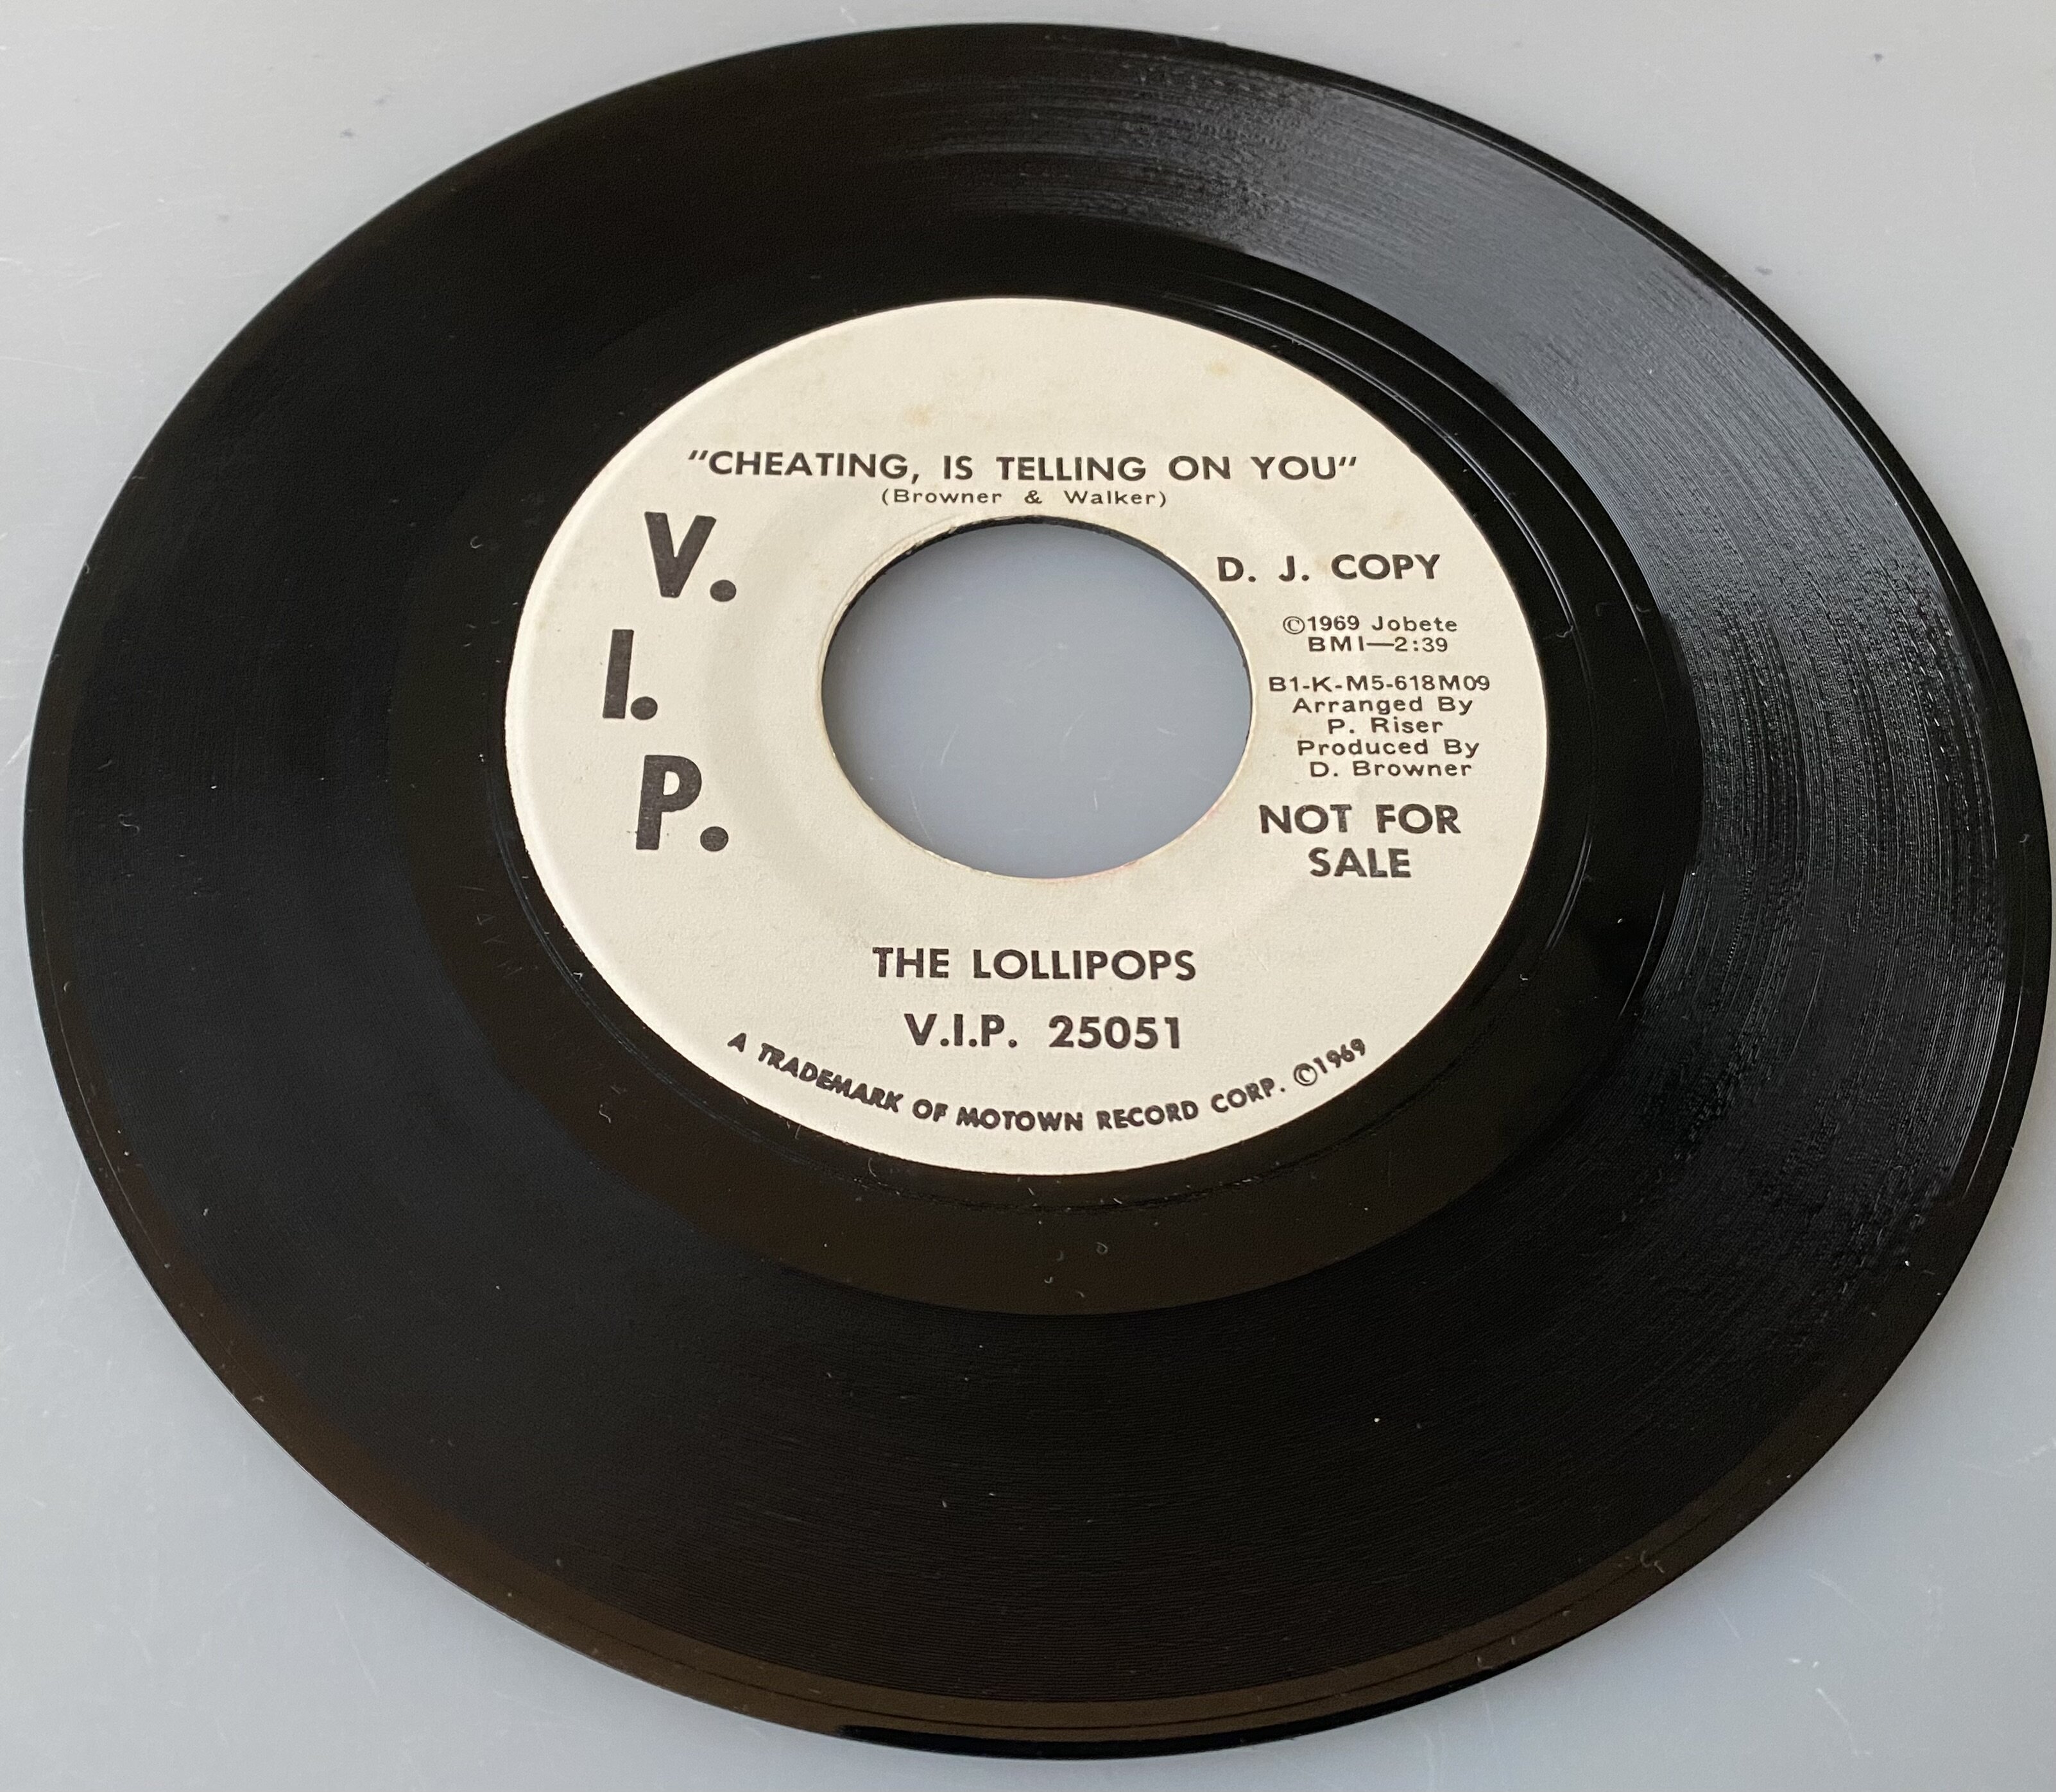 "CHEATING, IS TELLING ON YOU"
(Browner & Walker)
V.
I.
P.
D. J. COPY
©1969 Jobete
BMI—2:39
B1-K-M5-618M09
Arranged By
P. Riser
Produced By
D. Browner
NOT FOR
SALE
THE LOLLIPOPS
V.I.P. 25051
A TRADEMARK OF MOTOWN RECORD CORP. ©1969